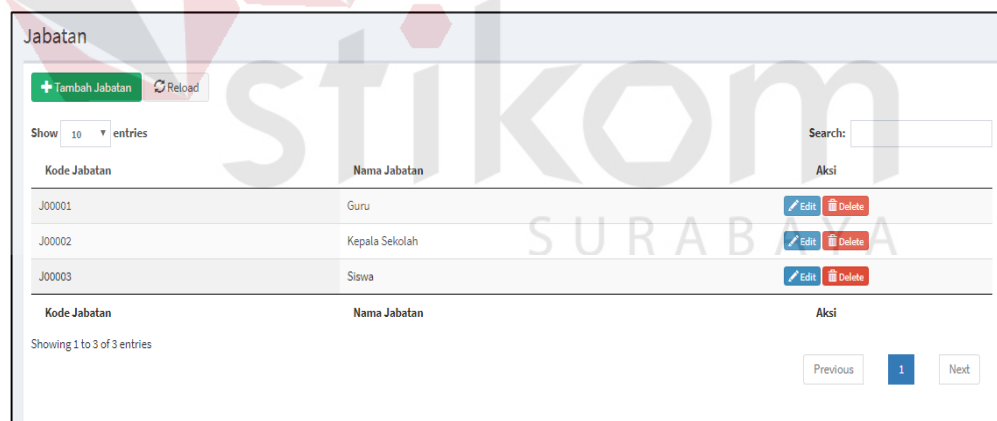 Jabatan
Tambah Jabatan Reload
Show 10 entries Search:
Kode Jabatan Nama Jabatan Aksi
J00001 Guru Edit Delete
J00002 Kepala Sekolah Edit Delete
J00003 Siswa Edit Delete
Kode Jabatan Nama Jabatan Aksi
Showing 1 to 3 of 3 entries
Previous 1 Next
stikom
SURABAYA